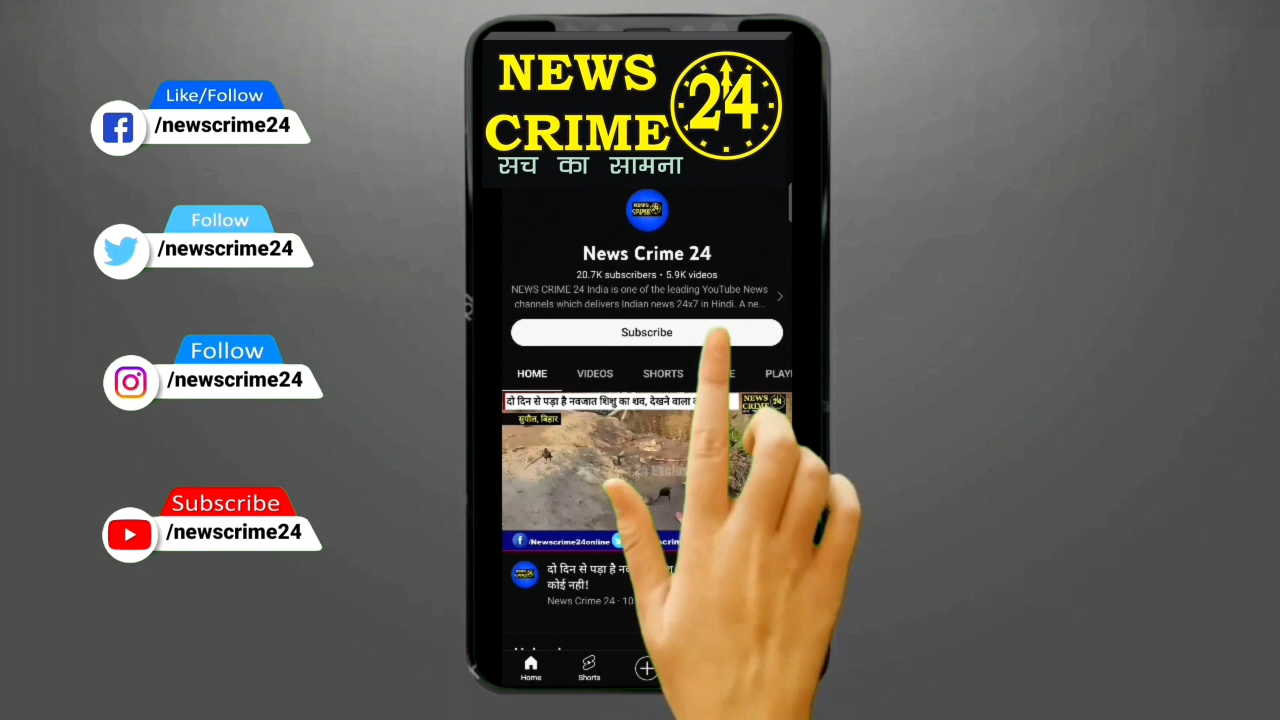 Like/Follow
/newscrime24
Follow
/newscrime24
Follow
/newscrime24
Subscribe
/newscrime24
NEWS
CRIME
24
सच का सामना
News Crime 24
20.7K subscribers • 5.9K videos
NEWS CRIME 24 India is one of the leading YouTube News
channels which delivers Indian news 24x7 in Hindi. A ne...
Subscribe
HOME VIDEOS SHORTS
दो दिन से पड़ा है नवजात शिशु का शव, देखने वाला
NEWS
CRIME 24
सुपौल, बिहार
/Newscrime24online
दो दिन से पड़ा है
कोई नही!
News Crime 24
Home
Shorts